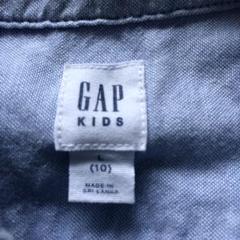 GAP
KIDS
L
(10)
MADE IN
SRI LANKA